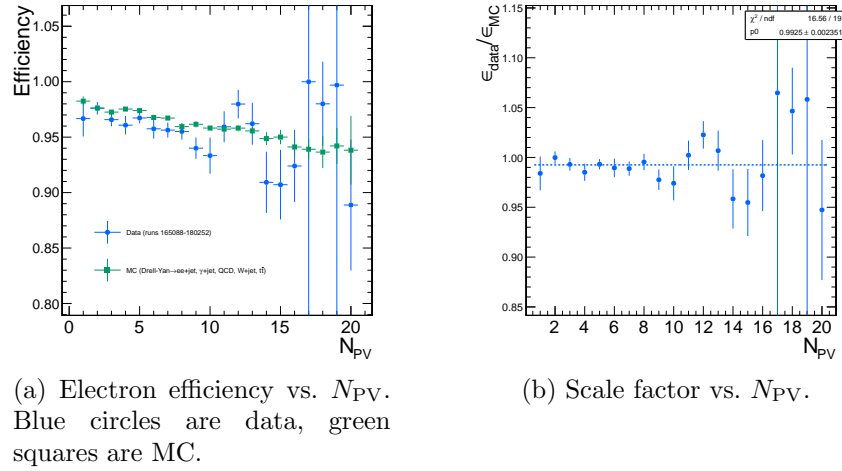 Efficiency
1.05
1.00
0.95
0.90
0.85
0.80
Data (runs 165088-180252)
MC (Drell-Yan→ee+jet, γ+jet, QCD, W+jet, tt̄)
0 5 10 15 20
N_PV
(a) Electron efficiency vs. N_PV.
Blue circles are data, green
squares are MC.
ϵ_data/ϵ_MC
1.15
1.10
1.05
1.00
0.95
0.90
0.85
χ² / ndf 16.56 / 19
p0 0.9925 ± 0.002351
2 4 6 8 10 12 14 16 18 20
N_PV
(b) Scale factor vs. N_PV.